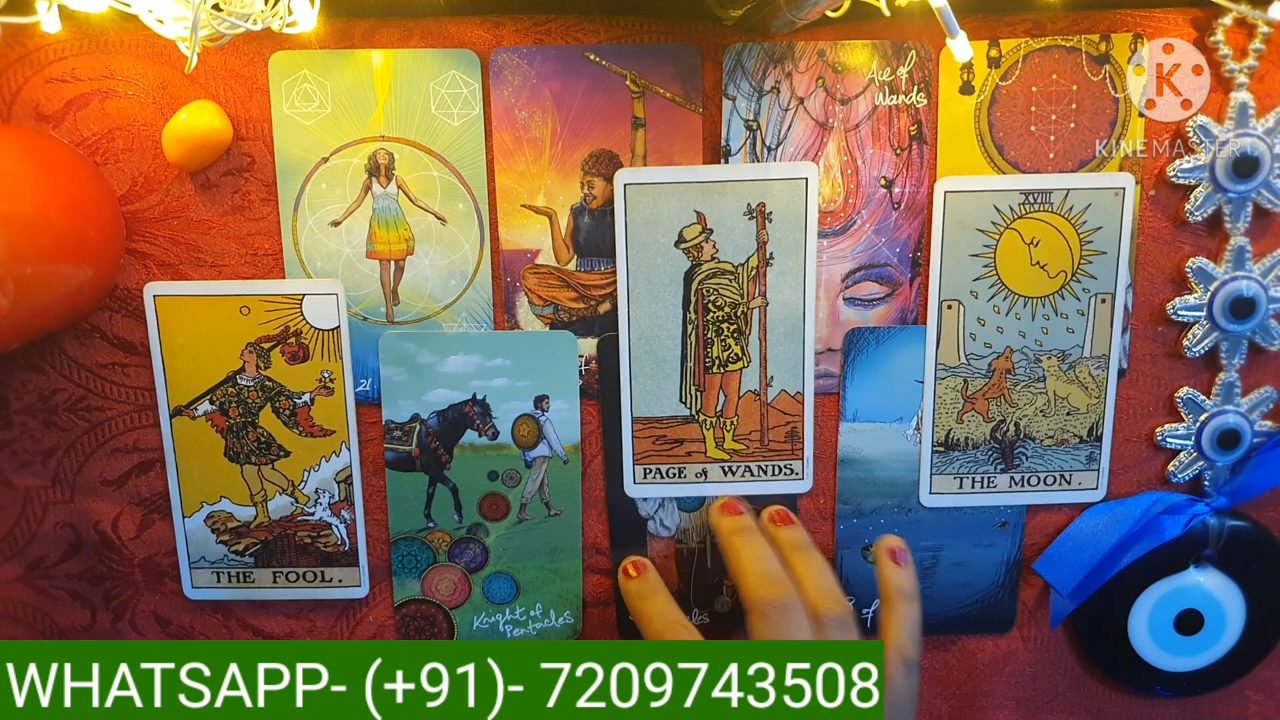 Ace of
Wands
K
KINEMASTER
XVIII
21
PAGE of WANDS.
THE MOON.
THE FOOL.
Knight of
Pentacles
of
WHATSAPP- (+91)- 7209743508